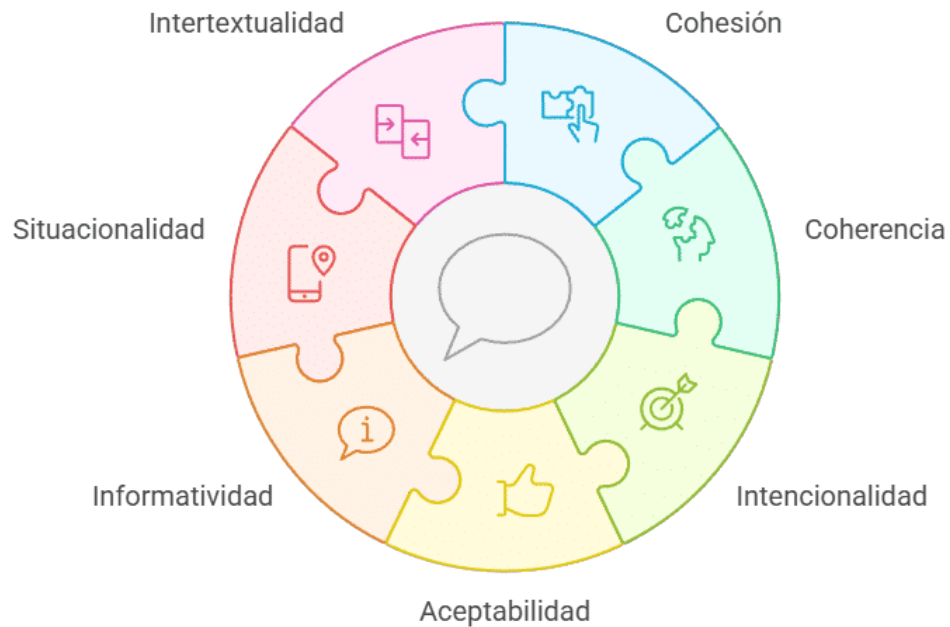 Intertextualidad
Cohesión
Situacionalidad
Coherencia
Informatividad
Intencionalidad
Aceptabilidad